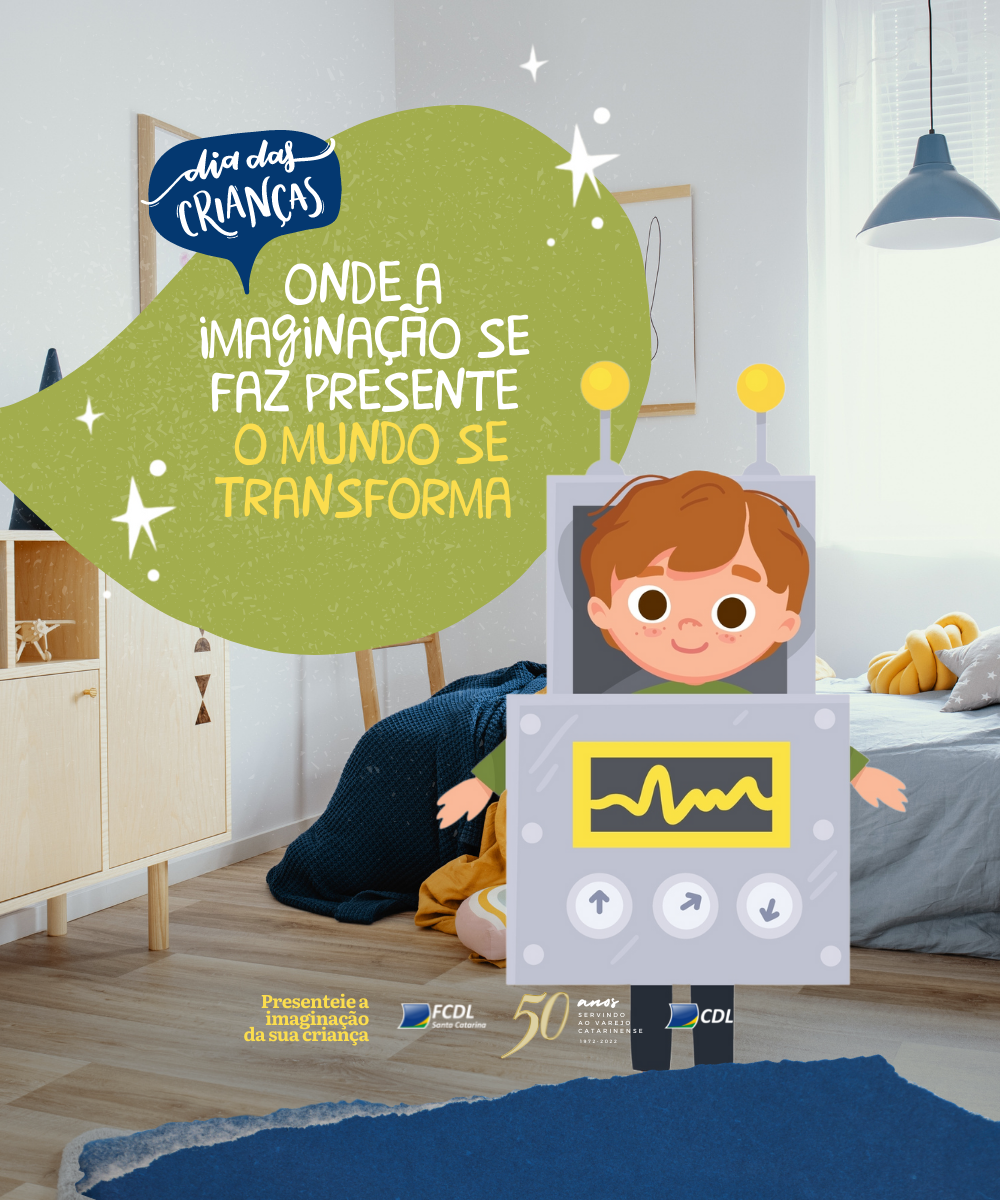 dia das
CRIANÇAS
ONDE A
iMAgiNAÇÃO SE
FAZ PRESENTE
O MUNDO SE
TRANSFORMA
Presenteie a
imaginação
da sua criança
FCDL
Santa Catarina
50 anos
SERVINDO
AO VAREJO
CATARINENSE
1972-2022
CDL